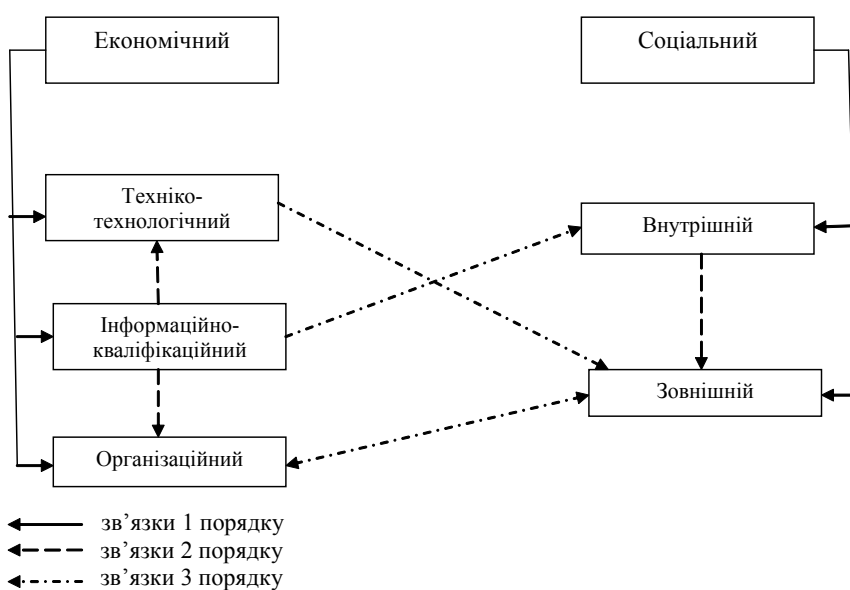 Економічний
Соціальний
Техніко-
технологічний
Внутрішній
Інформаційно-
кваліфікаційний
Зовнішній
Організаційний
зв’язки 1 порядку
зв’язки 2 порядку
зв’язки 3 порядку